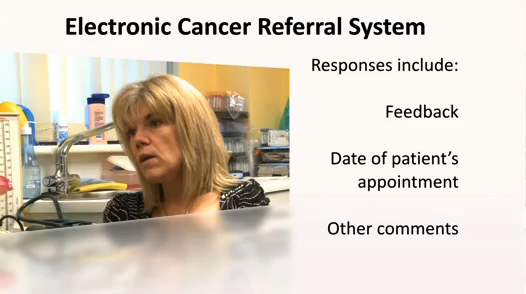 Electronic Cancer Referral System
Responses include:
Feedback
Date of patient's
appointment
Other comments